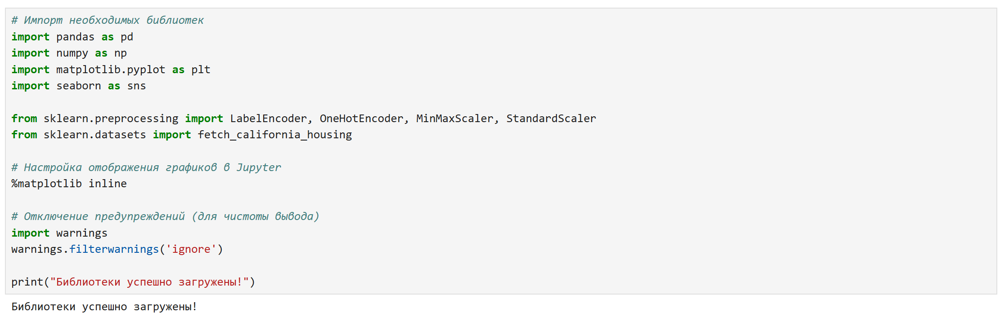 # Импорт необходимых библиотек
import pandas as pd
import numpy as np
import matplotlib.pyplot as plt
import seaborn as sns
from sklearn.preprocessing import LabelEncoder, OneHotEncoder, MinMaxScaler, StandardScaler
from sklearn.datasets import fetch_california_housing
# Настройка отображения графиков в Jupyter
%matplotlib inline
# Отключение предупреждений (для чистоты вывода)
import warnings
warnings.filterwarnings('ignore')
print("Библиотеки успешно загружены!")
Библиотеки успешно загружены!